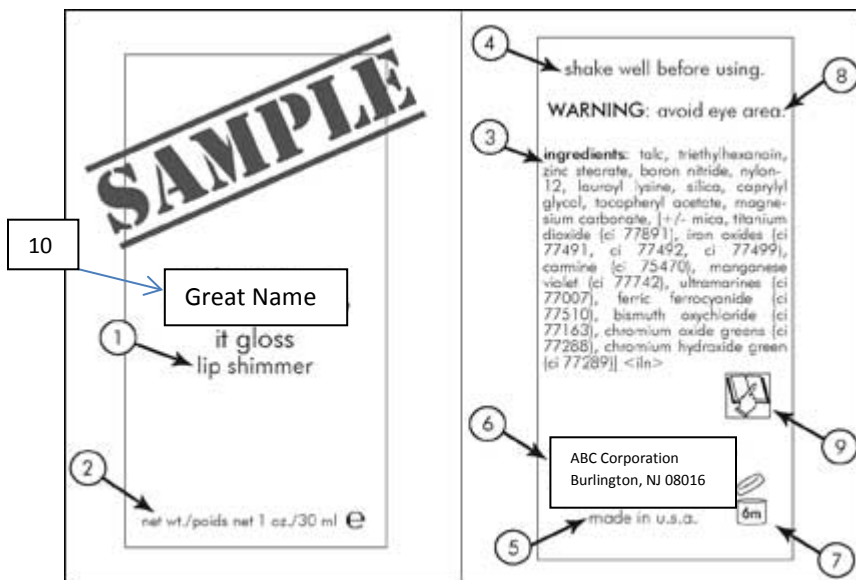 SAMPLE
10
Great Name
it gloss
1
lip shimmer
2
net wt./poids net 1 oz./30 ml e
4
shake well before using.
8
WARNING: avoid eye area.
3
ingredients: talc, triethylhexanoin,
zinc stearate, boron nitride, nylon-
12, lauroyl lysine, silica, caprylyl
glycol, tocopheryl acetate, magne-
sium carbonate, [+/- mica, titanium
dioxide (ci 77891), iron oxides (ci
77491, ci 77492, ci 77499),
carmine (ci 75470), manganese
violet (ci 77742), ultramarines (ci
77007), ferric ferrocyanide (ci
77510), bismuth oxychloride (ci
77163), chromium oxide greens (ci
77288), chromium hydroxide green
(ci 77289)] <iln>
9
6
ABC Corporation
Burlington, NJ 08016
5
made in u.s.a.
6m
7